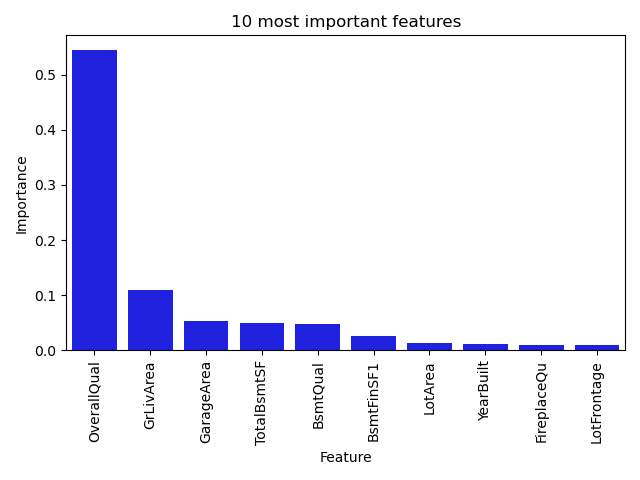 10 most important features
Importance
0.5
0.4
0.3
0.2
0.1
0.0
OverallQual
GrLivArea
GarageArea
TotalBsmtSF
BsmtQual
BsmtFinSF1
LotArea
YearBuilt
FireplaceQu
LotFrontage
Feature